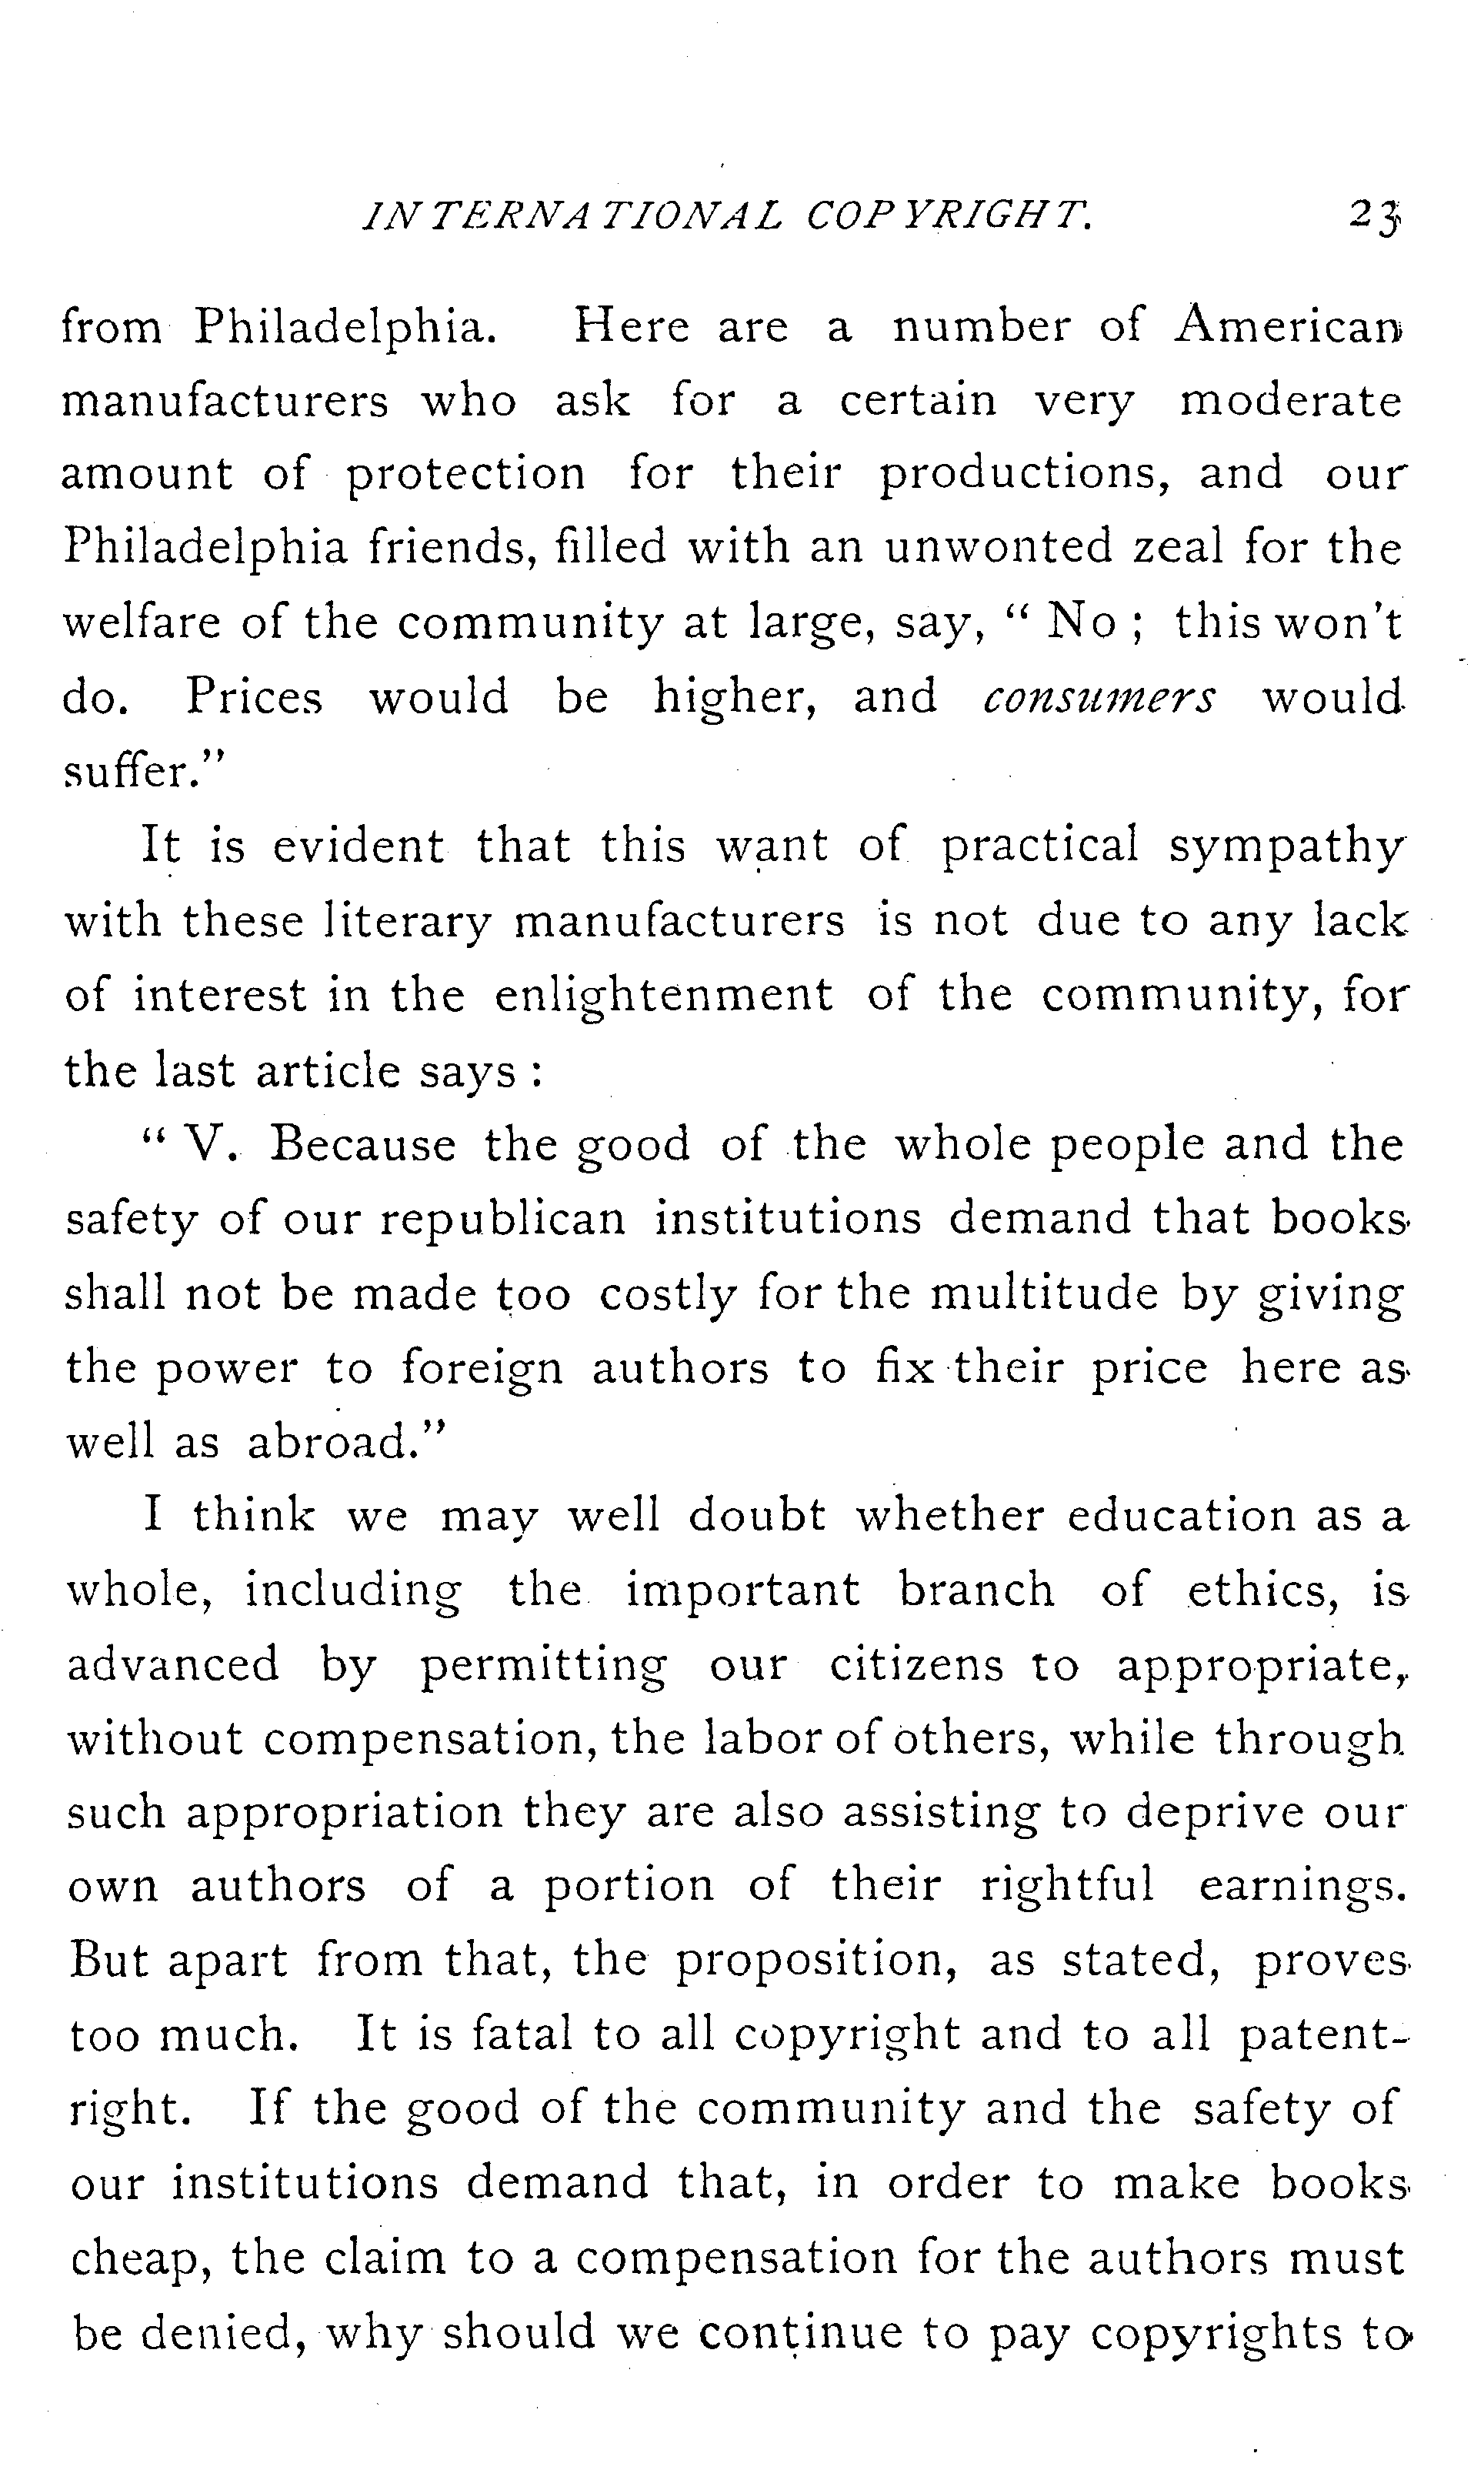 INTERNATIONAL COPYRIGHT. 23
from Philadelphia. Here are a number of American
manufacturers who ask for a certain very moderate
amount of protection for their productions, and our
Philadelphia friends, filled with an unwonted zeal for the
welfare of the community at large, say, " No ; this won't
do. Prices would be higher, and consumers would
suffer."
It is evident that this want of practical sympathy
with these literary manufacturers is not due to any lack
of interest in the enlightenment of the community, for
the last article says :
" V. Because the good of the whole people and the
safety of our republican institutions demand that books
shall not be made too costly for the multitude by giving
the power to foreign authors to fix their price here as
well as abroad."
I think we may well doubt whether education as a
whole, including the important branch of ethics, is
advanced by permitting our citizens to appropriate,
without compensation, the labor of others, while through
such appropriation they are also assisting to deprive our
own authors of a portion of their rightful earnings.
But apart from that, the proposition, as stated, proves
too much. It is fatal to all copyright and to all patent-
right. If the good of the community and the safety of
our institutions demand that, in order to make books
cheap, the claim to a compensation for the authors must
be denied, why should we continue to pay copyrights to